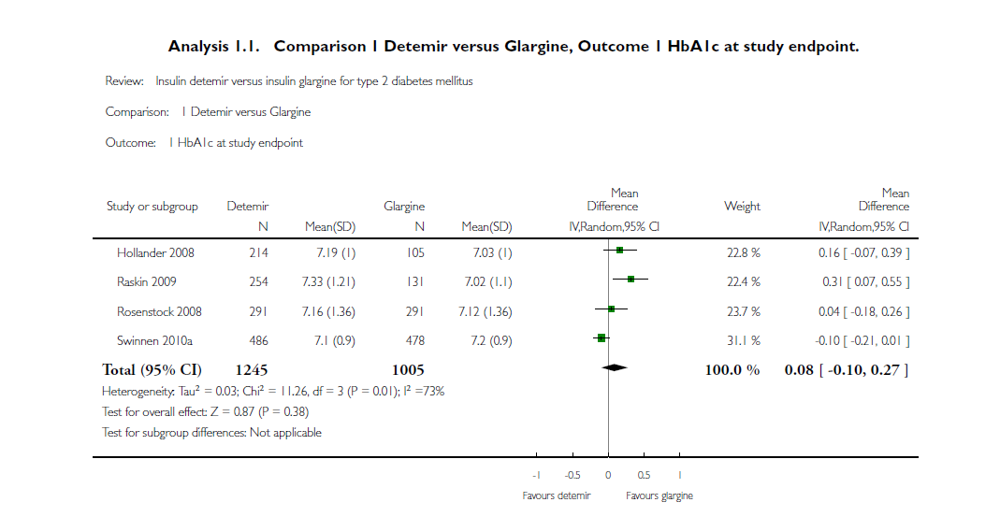 Analysis 1.1. Comparison 1 Detemir versus Glargine, Outcome 1 HbA1c at study endpoint.
Review: Insulin detemir versus insulin glargine for type 2 diabetes mellitus
Comparison: 1 Detemir versus Glargine
Outcome: 1 HbA1c at study endpoint
Mean Mean
Study or subgroup Detemir Glargine Difference Weight Difference
N Mean(SD) N Mean(SD) IV,Random,95% CI IV,Random,95% CI
Hollander 2008 214 7.19 (1) 105 7.03 (1) 22.8 % 0.16 [ -0.07, 0.39 ]
Raskin 2009 254 7.33 (1.21) 131 7.02 (1.1) 22.4 % 0.31 [ 0.07, 0.55 ]
Rosenstock 2008 291 7.16 (1.36) 291 7.12 (1.36) 23.7 % 0.04 [ -0.18, 0.26 ]
Swinnen 2010a 486 7.1 (0.9) 478 7.2 (0.9) 31.1 % -0.10 [ -0.21, 0.01 ]
Total (95% CI) 1245 1005 100.0 % 0.08 [ -0.10, 0.27 ]
Heterogeneity: Tau² = 0.03; Chi² = 11.26, df = 3 (P = 0.01); I² =73%
Test for overall effect: Z = 0.87 (P = 0.38)
Test for subgroup differences: Not applicable
-1 -0.5 0 0.5 1
Favours detemir Favours glargine